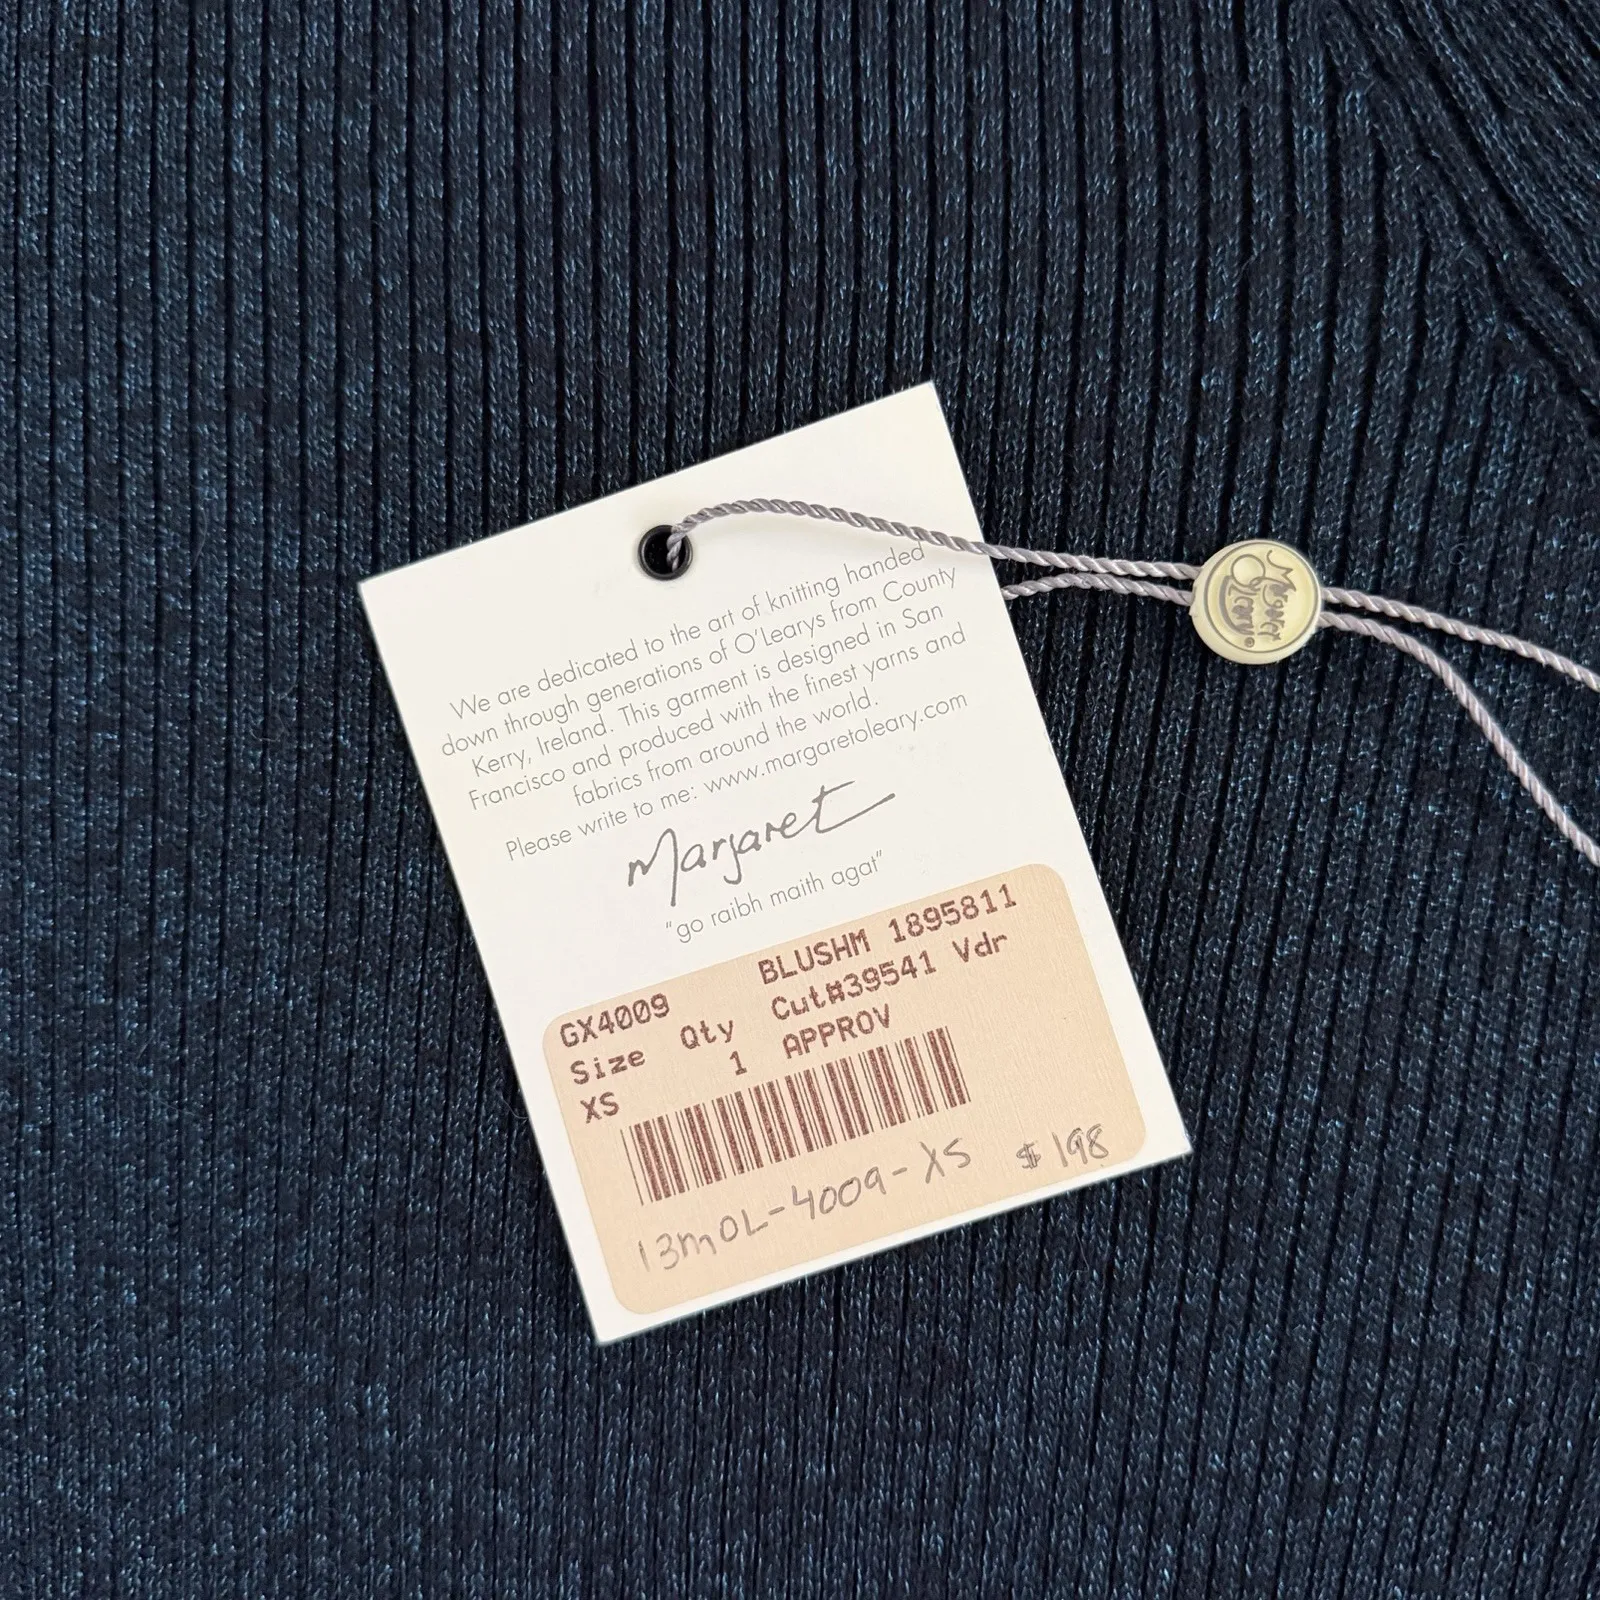 We are dedicated to the art of knitting handed
down through generations of O'Learys from County
Kerry, Ireland. This garment is designed in San
Francisco and produced with the finest yarns and
fabrics from around the world.
Please write to me: www.margaretoleary.com
Margaret
"go raibh maith agat"
GX4009 BLUSHM 1895811
Size Qty Cut#39541 Vdr
XS 1 APPROV
13MOL-4009-XS $198
Margaret
O'Leary®